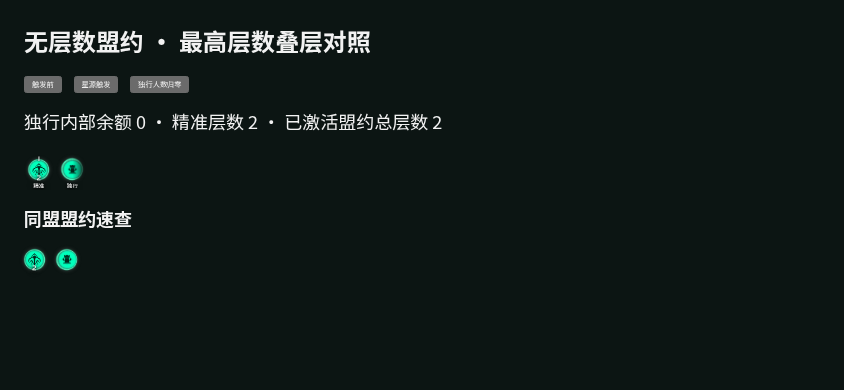 无层数盟约 · 最高层数叠层对照
触发前 星源触发 独行人数归零
独行内部余额 0 · 精准层数 2 · 已激活盟约总层数 2
2
精准 独行
同盟盟约速查
2